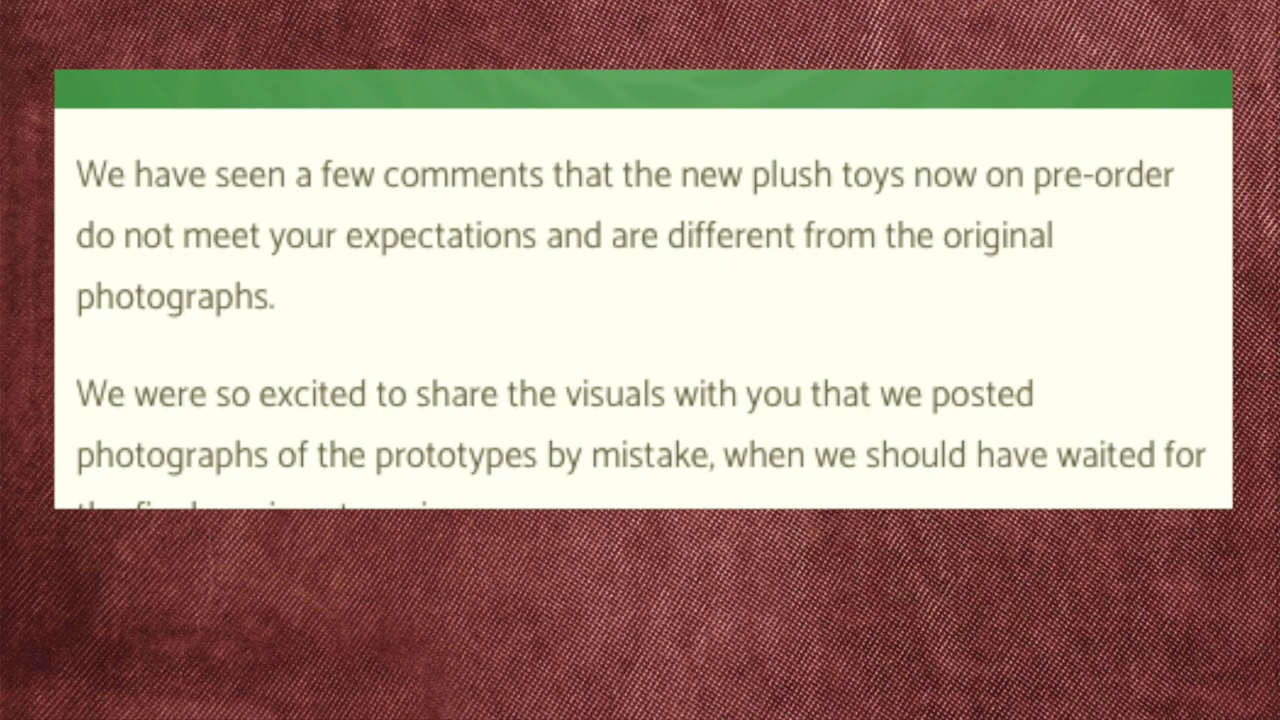 We have seen a few comments that the new plush toys now on pre-order
do not meet your expectations and are different from the original
photographs.
We were so excited to share the visuals with you that we posted
photographs of the prototypes by mistake, when we should have waited for